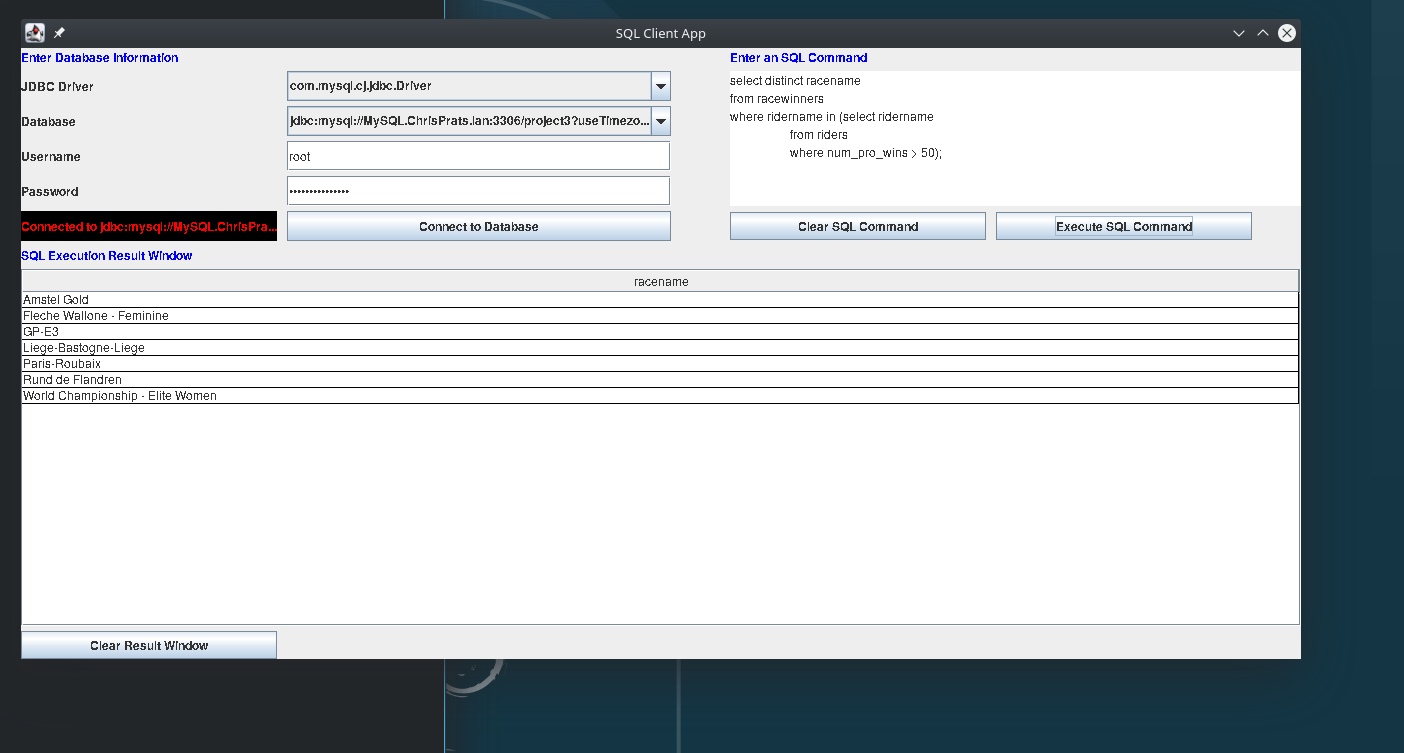 SQL Client App
Enter Database Information
JDBC Driver
com.mysql.cj.jdbc.Driver
Database
jdbc:mysql://MySQL.ChrisPrats.lan:3306/project3?useTimezo...
Username
root
Password
•••••••••••••••
Connected to jdbc:mysql://MySQL.ChrisPra...
Connect to Database
Enter an SQL Command
select distinct racename
from racewinners
where ridername in (select ridername
from riders
where num_pro_wins > 50);
Clear SQL Command
Execute SQL Command
SQL Execution Result Window
racename
Amstel Gold
Fleche Wallone - Feminine
GP-E3
Liege-Bastogne-Liege
Paris-Roubaix
Rund de Flandren
World Championship - Elite Women
Clear Result Window